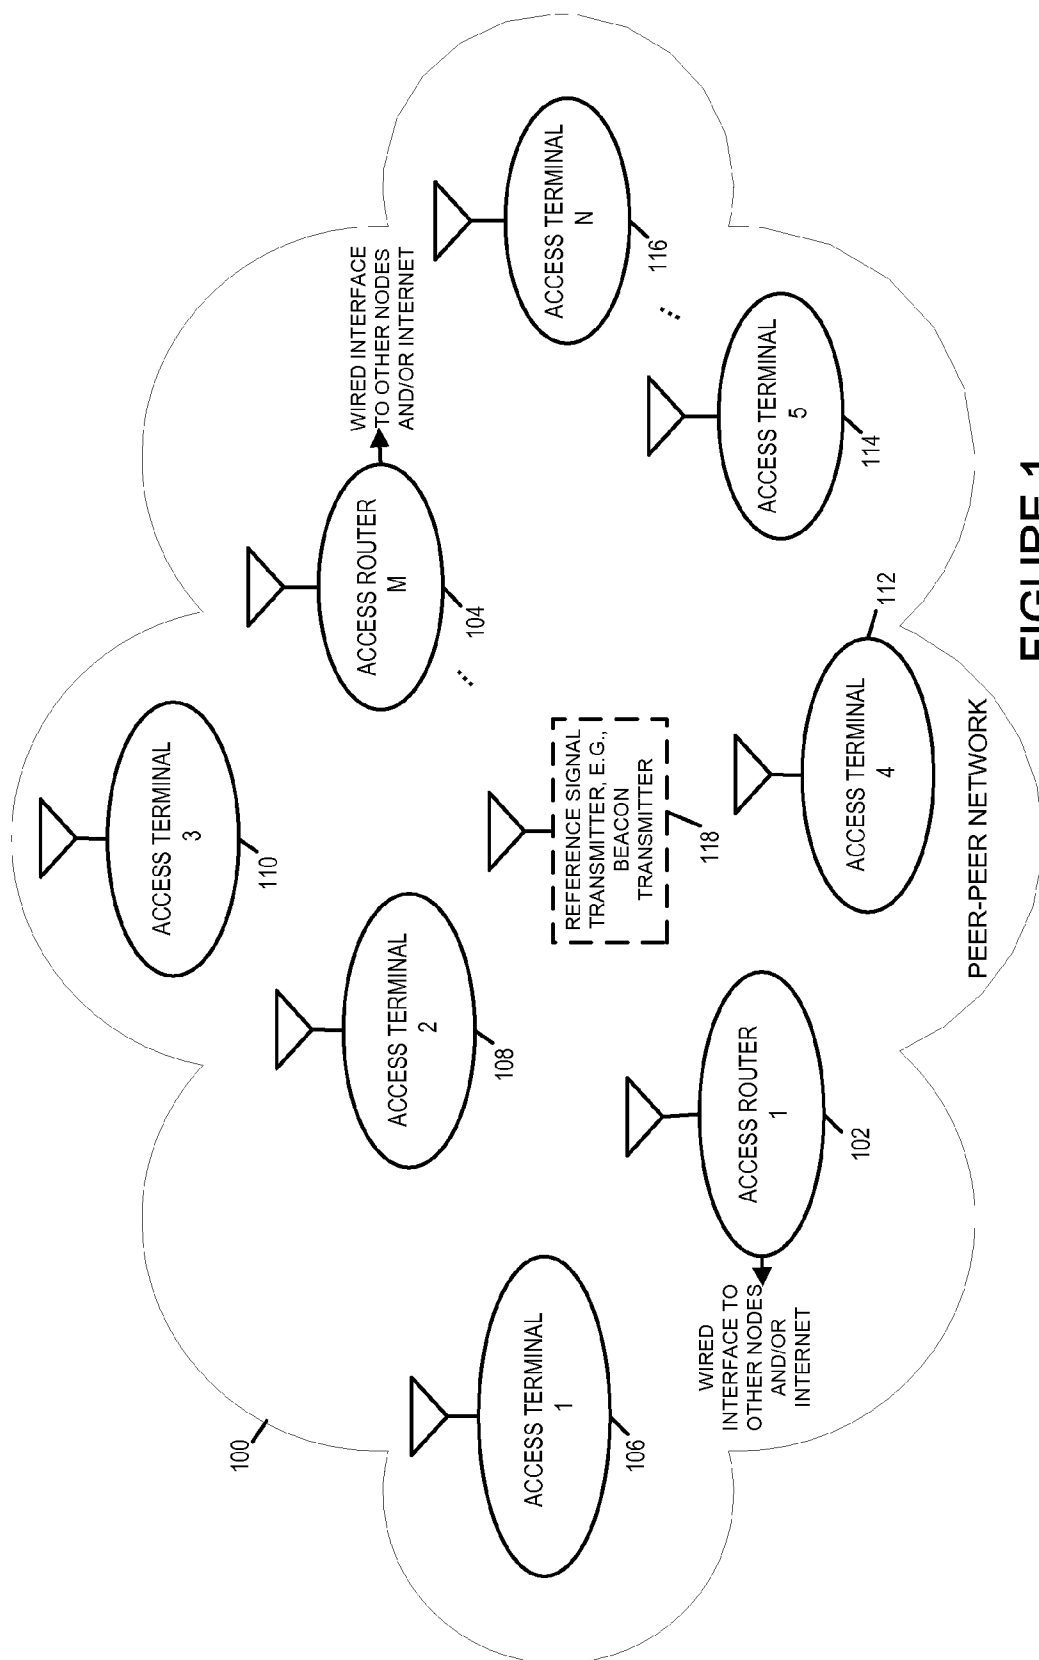 100
ACCESS TERMINAL
3
110
ACCESS TERMINAL
2
108
ACCESS ROUTER
M
104
WIRED INTERFACE
TO OTHER NODES
AND/OR INTERNET
...
ACCESS TERMINAL
N
116
...
ACCESS TERMINAL
1
106
REFERENCE SIGNAL
TRANSMITTER, E.G.,
BEACON
TRANSMITTER
118
ACCESS TERMINAL
5
114
WIRED
INTERFACE TO
OTHER NODES
AND/OR
INTERNET
ACCESS ROUTER
1
102
ACCESS TERMINAL
4
112
PEER-PEER NETWORK
FIGURE 1